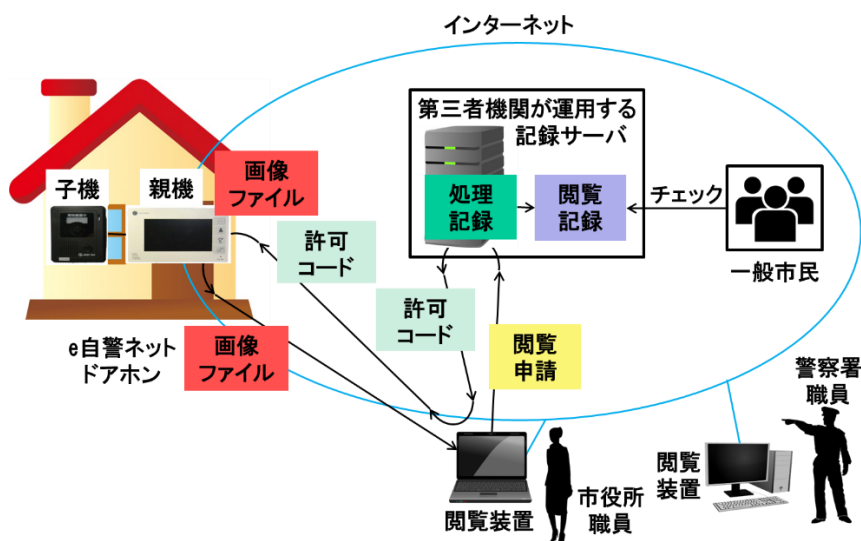 インターネット
第三者機関が運用する
記録サーバ
処理
記録
閲覧
記録
チェック
一般市民
子機
親機
画像
ファイル
許可
コード
許可
コード
閲覧
申請
e自警ネット
ドアホン
画像
ファイル
閲覧装置
市役所
職員
閲覧
装置
警察署
職員